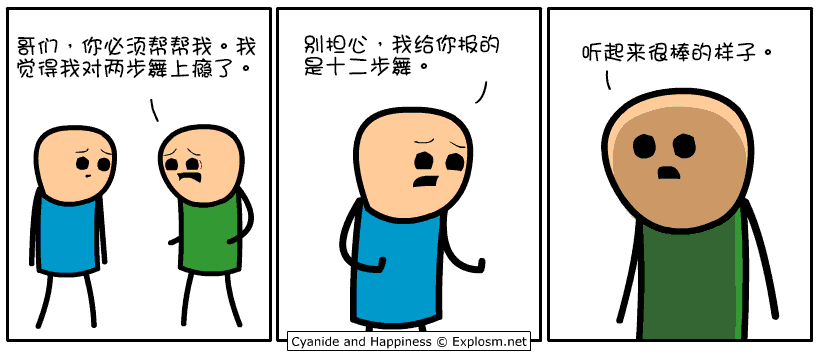 哥们，你必须帮帮我。我
觉得我对两步舞上瘾了。
别担心，我给你报的
是十二步舞。
听起来很棒的样子。
Cyanide and Happiness © Explosm.net